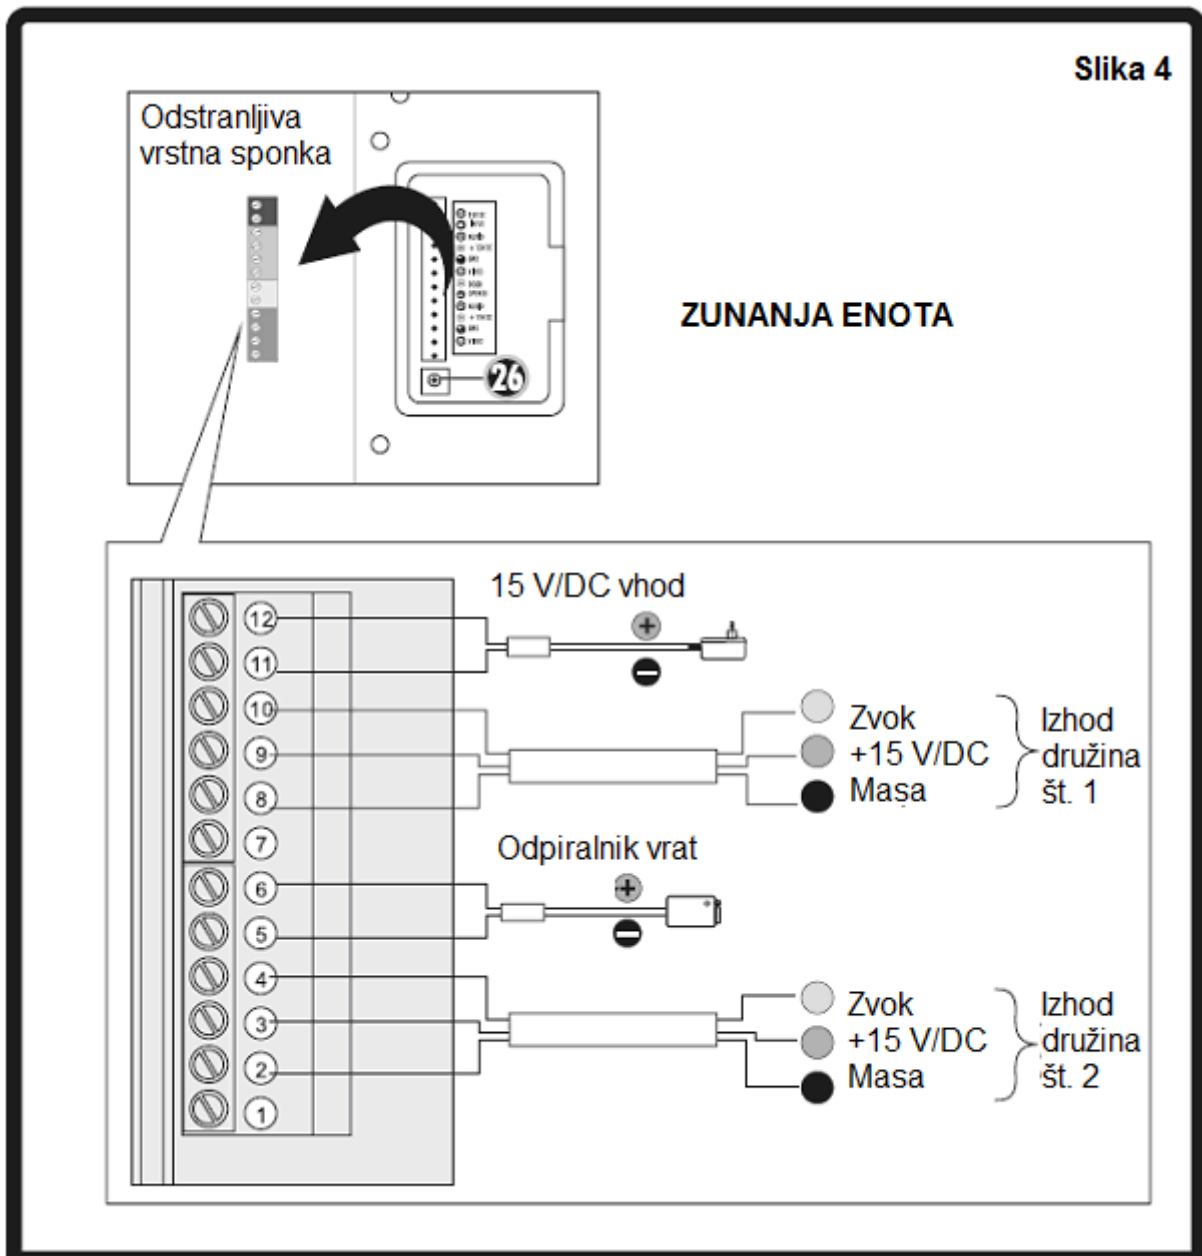 Slika 4
Odstranljiva
vrstna sponka
26
ZUNANJA ENOTA
15 V/DC vhod
12
11
10
9
8
7
6
5
4
3
2
1
Zvok
+15 V/DC
Masa
Izhod
družina
št. 1
Odpiralnik vrat
Zvok
+15 V/DC
Masa
Izhod
družina
št. 2